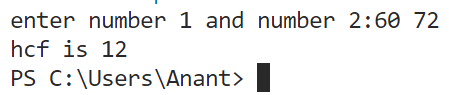 enter number 1 and number 2:60 72
hcf is 12
PS C:\Users\Anant>